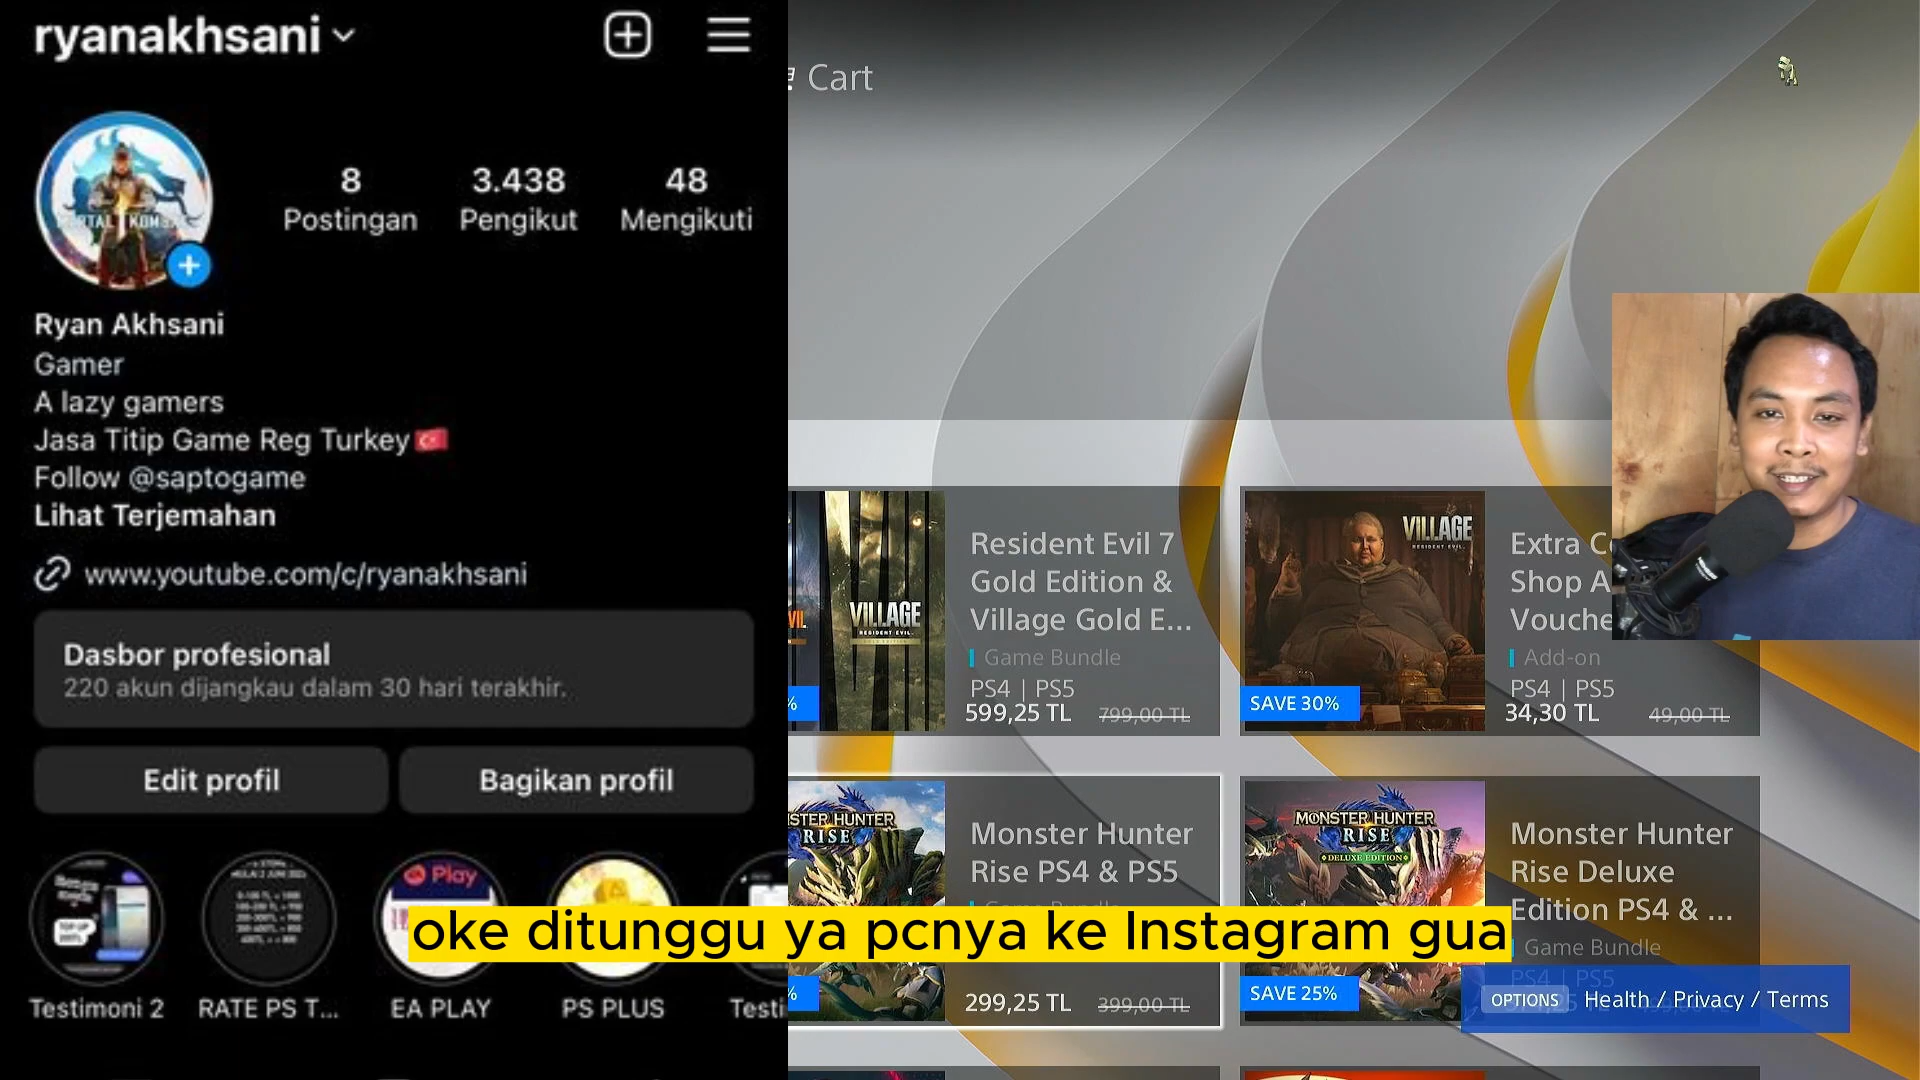 ryanakhsani
8
Postingan
3.438
Pengikut
48
Mengikuti
Ryan Akhsani
Gamer
A lazy gamers
Jasa Titip Game Reg Turkey
Follow @saptogame
Lihat Terjemahan
www.youtube.com/c/ryanakhsani
Dasbor profesional
220 akun dijangkau dalam 30 hari terakhir.
Edit profil
Bagikan profil
Play
Testimoni 2
RATE PS T...
EA PLAY
PS PLUS
Testi
Cart
VILLAGE
RESIDENT EVIL
Resident Evil 7
Gold Edition &
Village Gold E...
Game Bundle
PS4 | PS5
599,25 TL
799,00 TL
VILLAGE
SAVE 30%
Shop A
Vouche
Extra
Add-on
PS4 | PS5
34,30 TL
49,00 TL
STER HUNTER
RISE
Monster Hunter
Rise PS4 & PS5
299,25 TL
399,00 TL
MONSTER HUNTER
RISE
DELUXE EDITION
SAVE 25%
Monster Hunter
Rise Deluxe
Edition PS4 & ...
Game Bundle
OPTIONS Health / Privacy / Terms
oke ditunggu ya pcnya ke Instagram gua